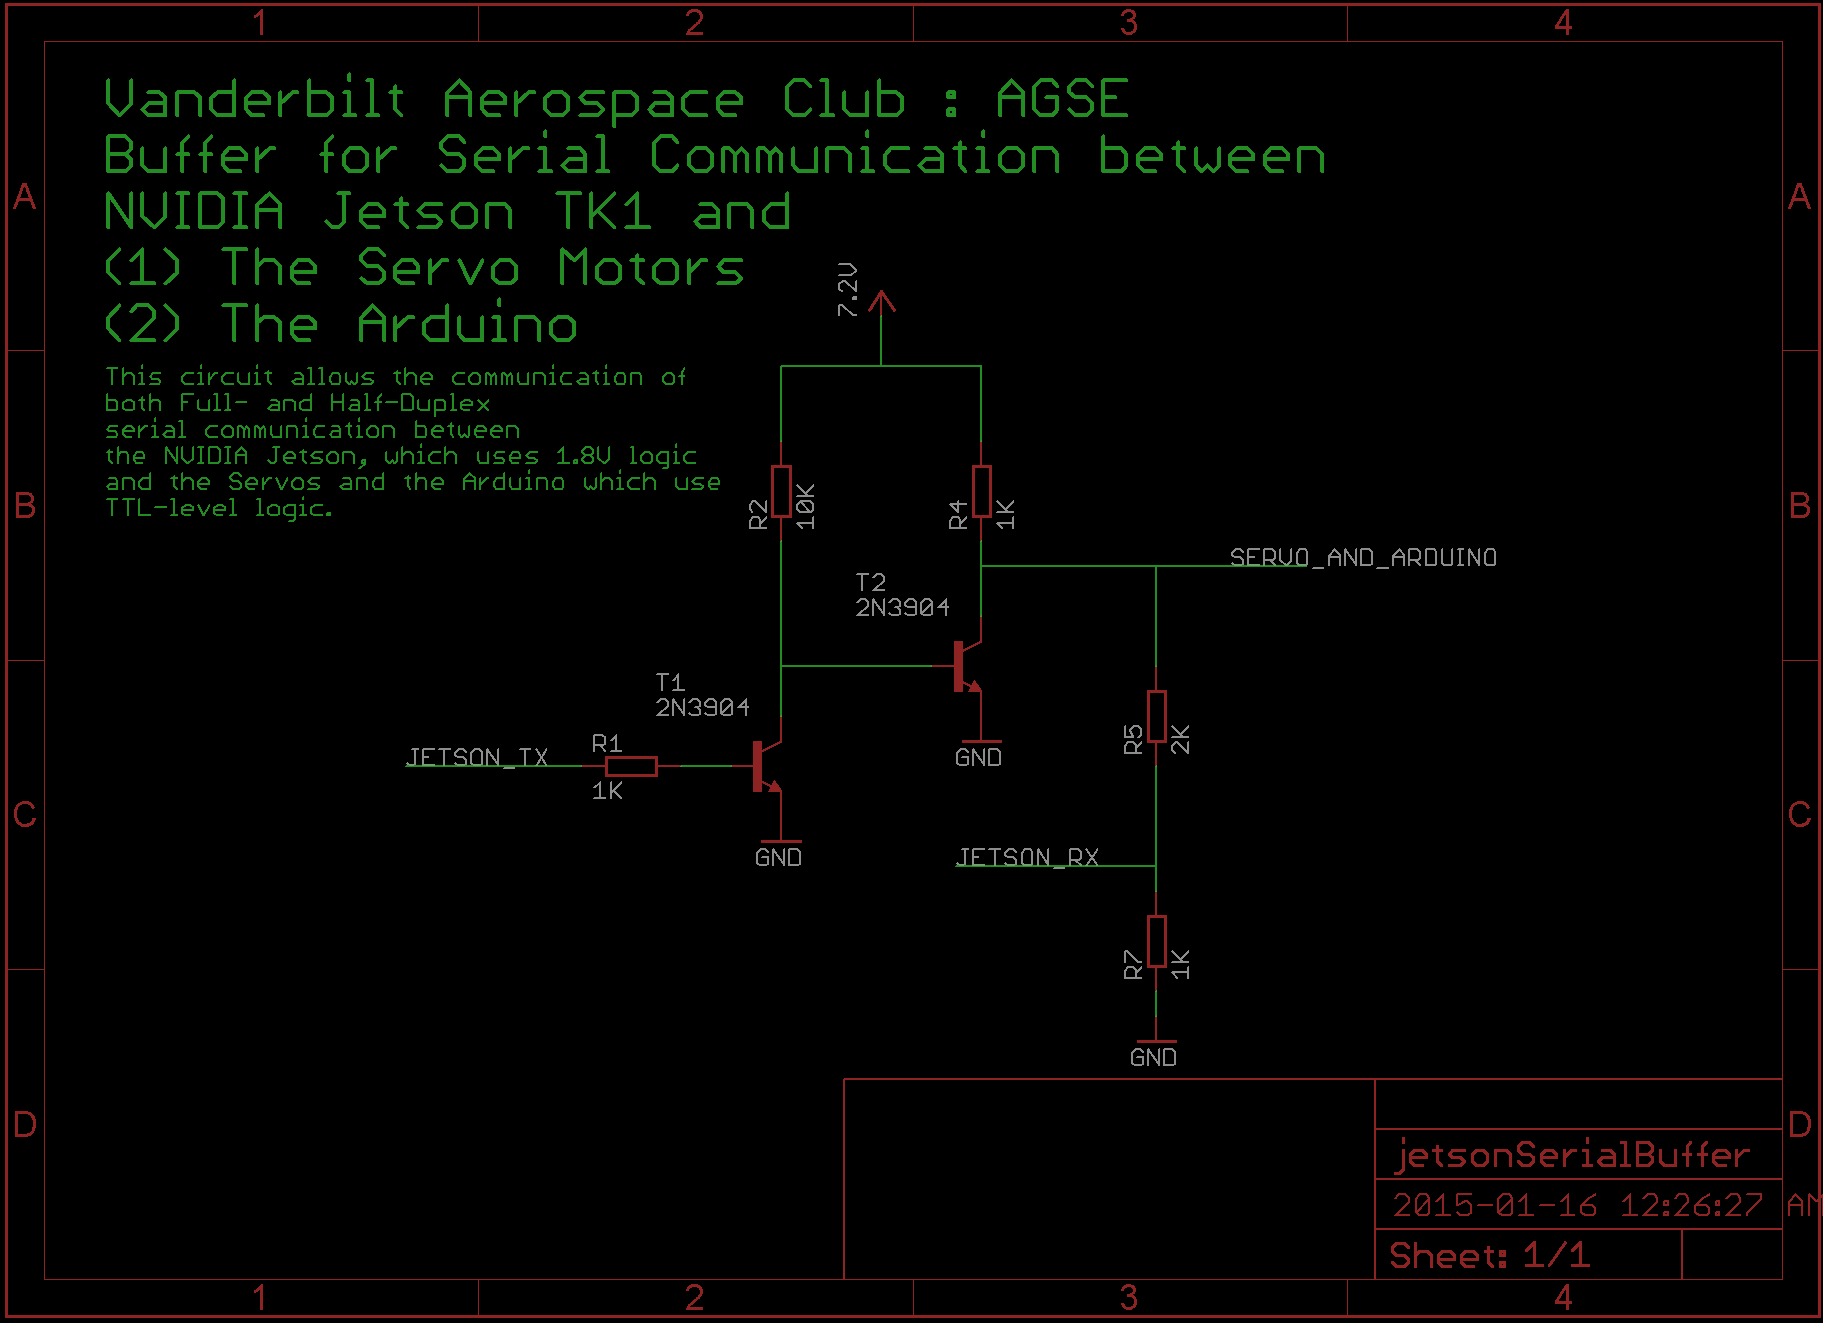 1 2 3 4
Vanderbilt Aerospace Club : AGSE
Buffer for Serial Communication between
NVIDIA Jetson TK1 and
(1) The Servo Motors
(2) The Arduino
This circuit allows the communication of
both Full- and Half-Duplex
serial communication between
the NVIDIA Jetson, which uses 1.8V logic
and the Servos and the Arduino which use
TTL-level logic.
A A
7.2V
B B
R2 10K R4 1K
SERVO_AND_ARDUINO
T2
2N3904
T1
2N3904
R5 2K
JETSON_TX R1
1K
GND
C C
GND
JETSON_RX
R7 1K
GND
D D
jetsonSerialBuffer
2015-01-16 12:26:27 AM
Sheet: 1/1
1 2 3 4